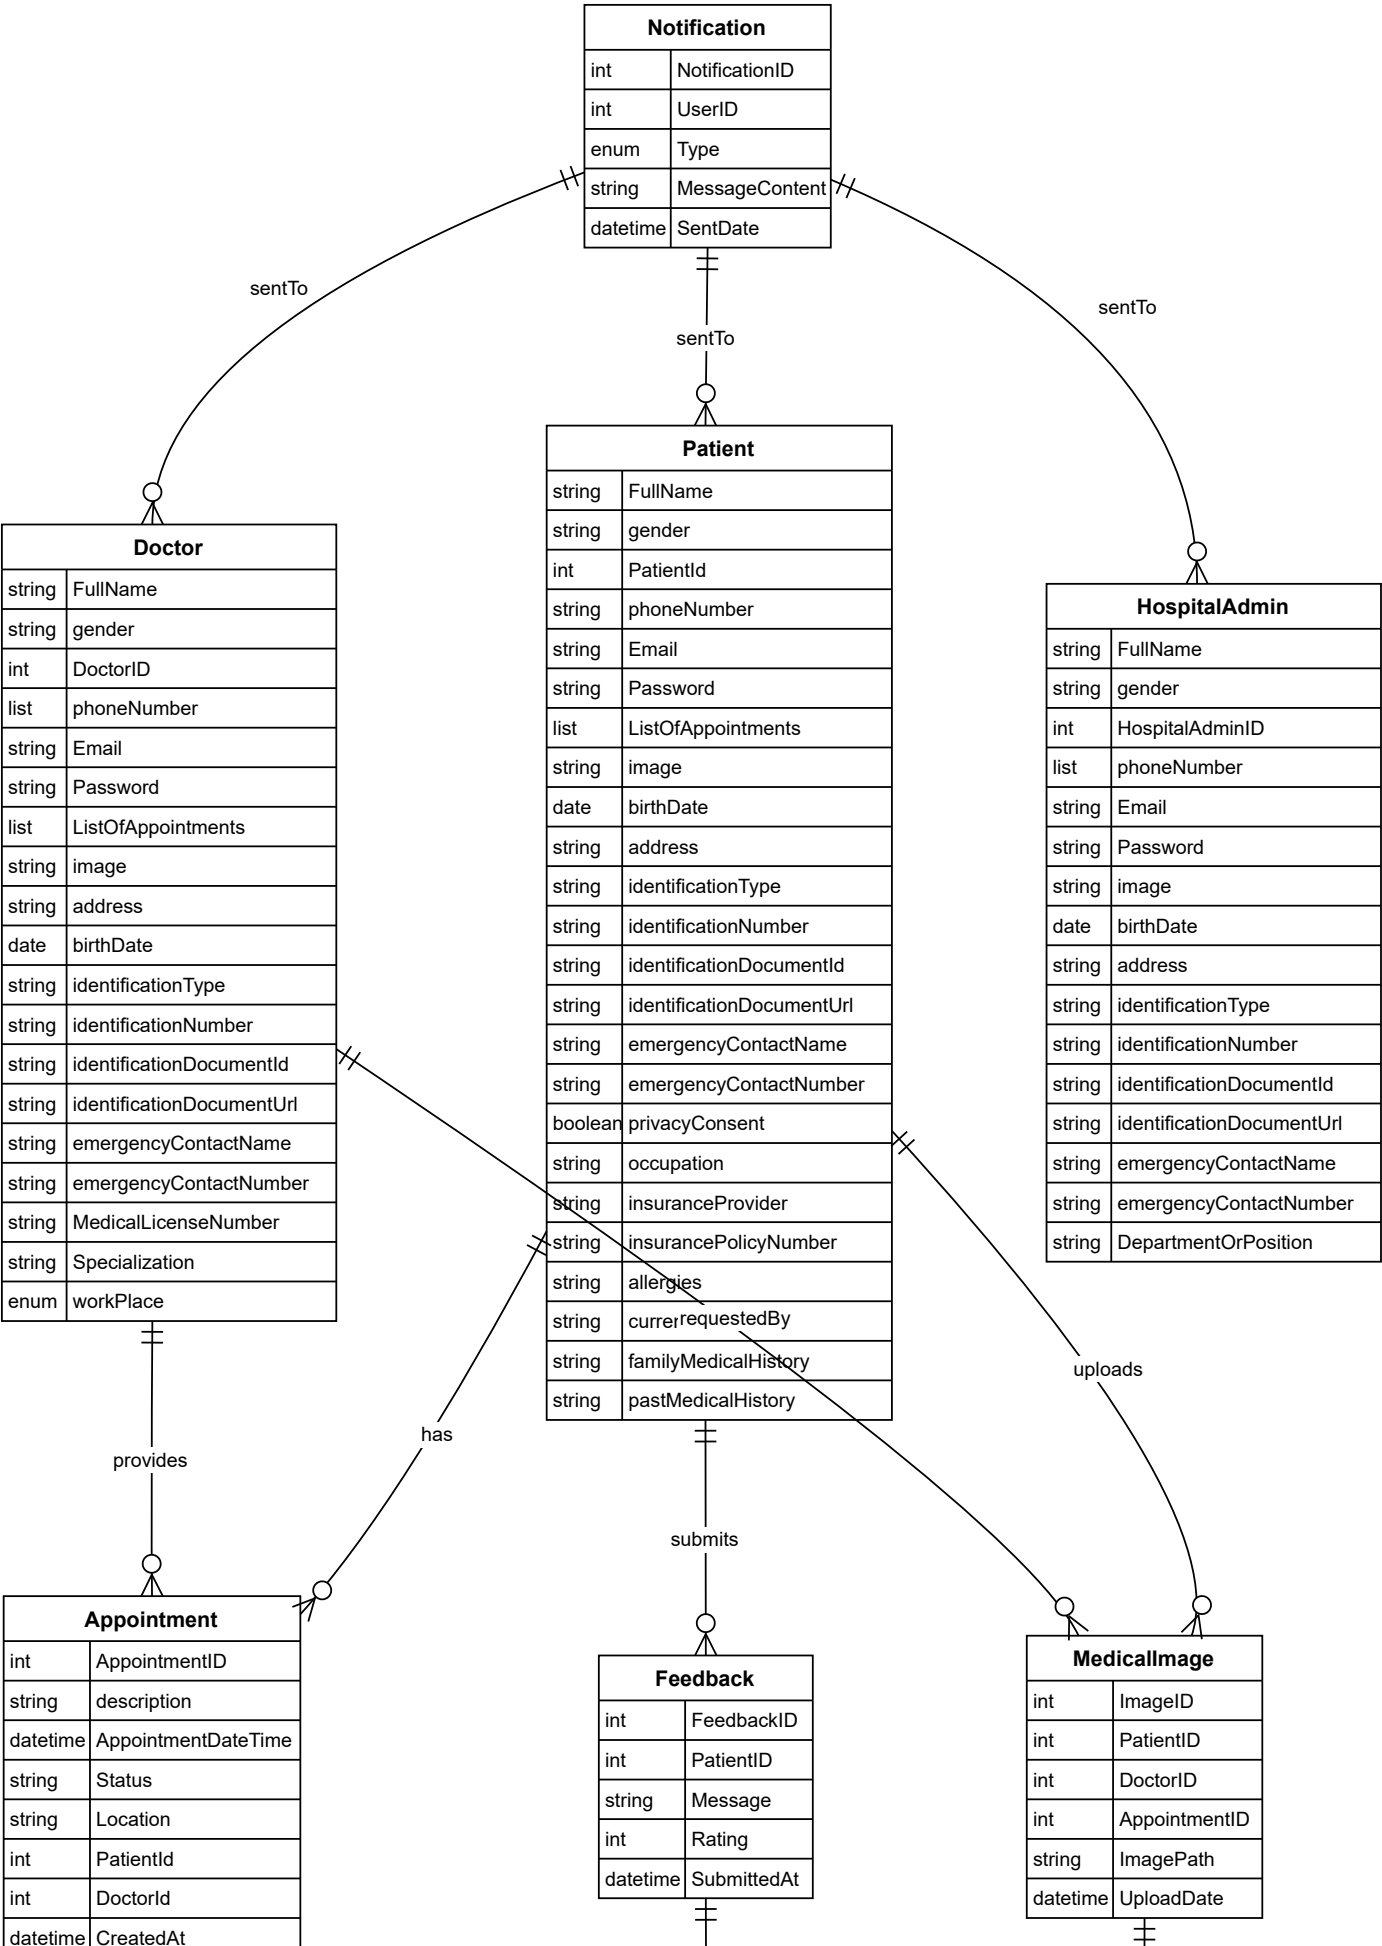 Notification
int NotificationID
int UserID
enum Type
string MessageContent
datetime SentDate
sentTo
sentTo
sentTo
Patient
string FullName
string gender
int PatientId
string phoneNumber
string Email
string Password
list ListOfAppointments
string image
date birthDate
string address
string identificationType
string identificationNumber
string identificationDocumentId
string identificationDocumentUrl
string emergencyContactName
string emergencyContactNumber
boolean privacyConsent
string occupation
string insuranceProvider
string insurancePolicyNumber
string allergies
string
string familyMedicalHistory
string pastMedicalHistory
Doctor
string FullName
string gender
int DoctorID
list phoneNumber
string Email
string Password
list ListOfAppointments
string image
string address
date birthDate
string identificationType
string identificationNumber
string identificationDocumentId
string identificationDocumentUrl
string emergencyContactName
string emergencyContactNumber
string MedicalLicenseNumber
string Specialization
enum workPlace
HospitalAdmin
string FullName
string gender
int HospitalAdminID
list phoneNumber
string Email
string Password
string image
date birthDate
string address
string identificationType
string identificationNumber
string identificationDocumentId
string identificationDocumentUrl
string emergencyContactName
string emergencyContactNumber
string DepartmentOrPosition
requestedBy
uploads
has
provides
submits
Appointment
int AppointmentID
string description
datetime AppointmentDateTime
string Status
string Location
int PatientId
int DoctorId
datetime CreatedAt
Feedback
int FeedbackID
int PatientID
string Message
int Rating
datetime SubmittedAt
MedicalImage
int ImageID
int PatientID
int DoctorID
int AppointmentID
string ImagePath
datetime UploadDate